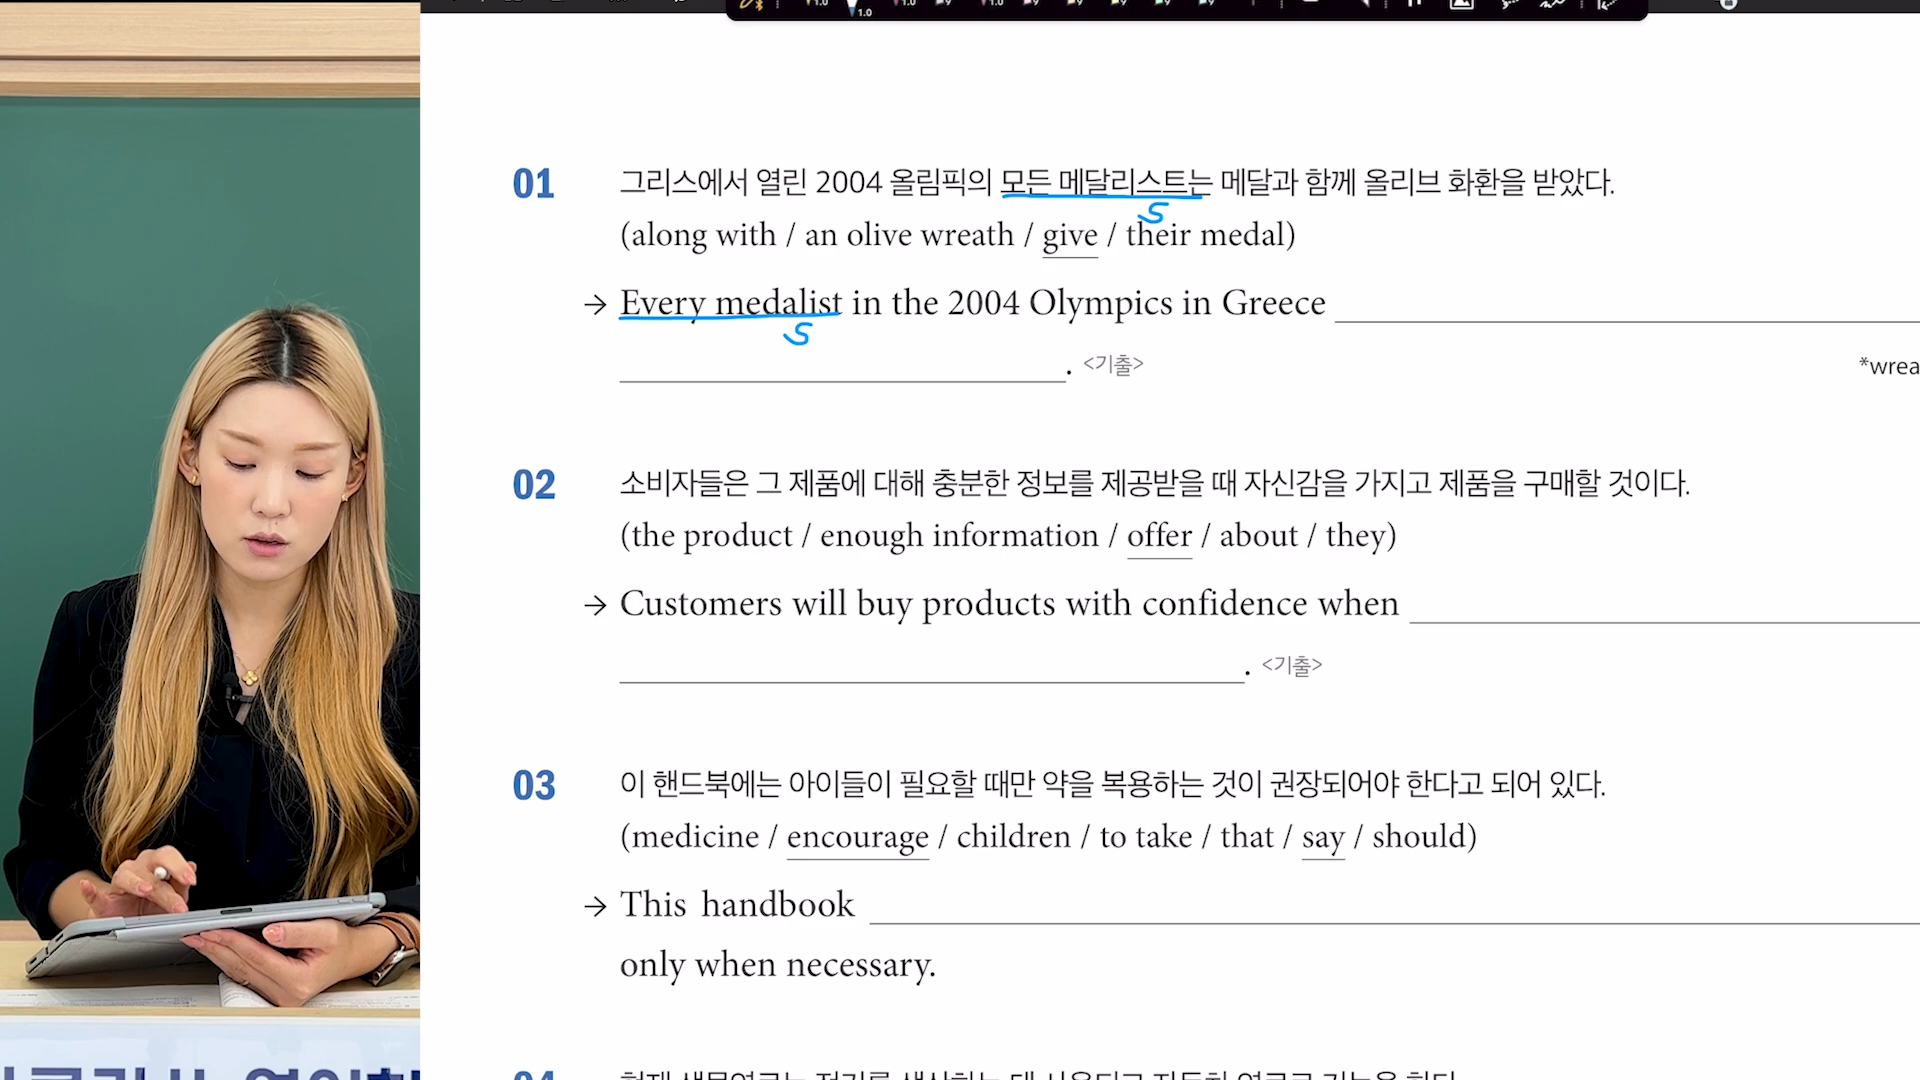 01 그리스에서 열린 2004 올림픽의 모든 메달리스트는 메달과 함께 올리브 화환을 받았다.
S
(along with / an olive wreath / give / their medal)
→ Every medalist in the 2004 Olympics in Greece
S
. <기출>
02 소비자들은 그 제품에 대해 충분한 정보를 제공받을 때 자신감을 가지고 제품을 구매할 것이다.
(the product / enough information / offer / about / they)
→ Customers will buy products with confidence when
. <기출>
03 이 핸드북에는 아이들이 필요할 때만 약을 복용하는 것이 권장되어야 한다고 되어 있다.
(medicine / encourage / children / to take / that / say / should)
→ This handbook
only when necessary.